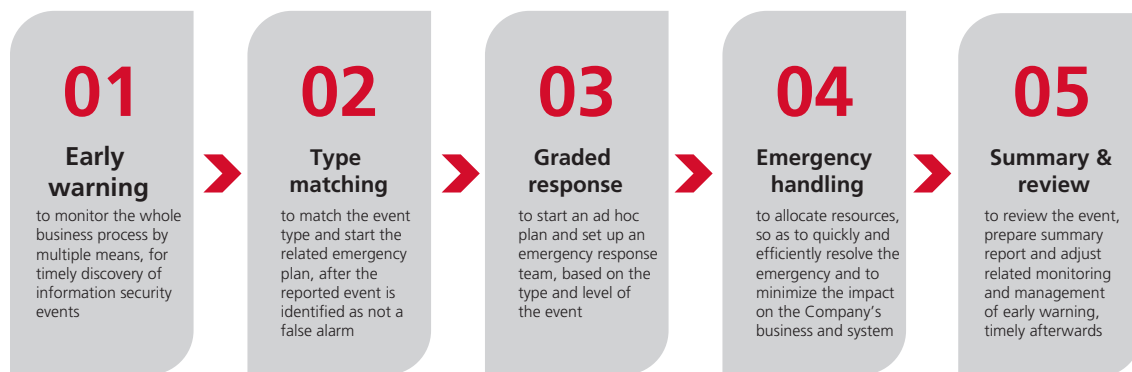 01
Early
warning
to monitor the whole
business process by
multiple means, for
timely discovery of
information security
events
02
Type
matching
to match the event
type and start the
related emergency
plan, after the
reported event is
identified as not a
false alarm
03
Graded
response
to start an ad hoc
plan and set up an
emergency response
team, based on the
type and level of
the event
04
Emergency
handling
to allocate resources,
so as to quickly and
efficiently resolve the
emergency and to
minimize the impact
on the Company’s
business and system
05
Summary &
review
to review the event,
prepare summary
report and adjust
related monitoring
and management
of early warning,
timely afterwards